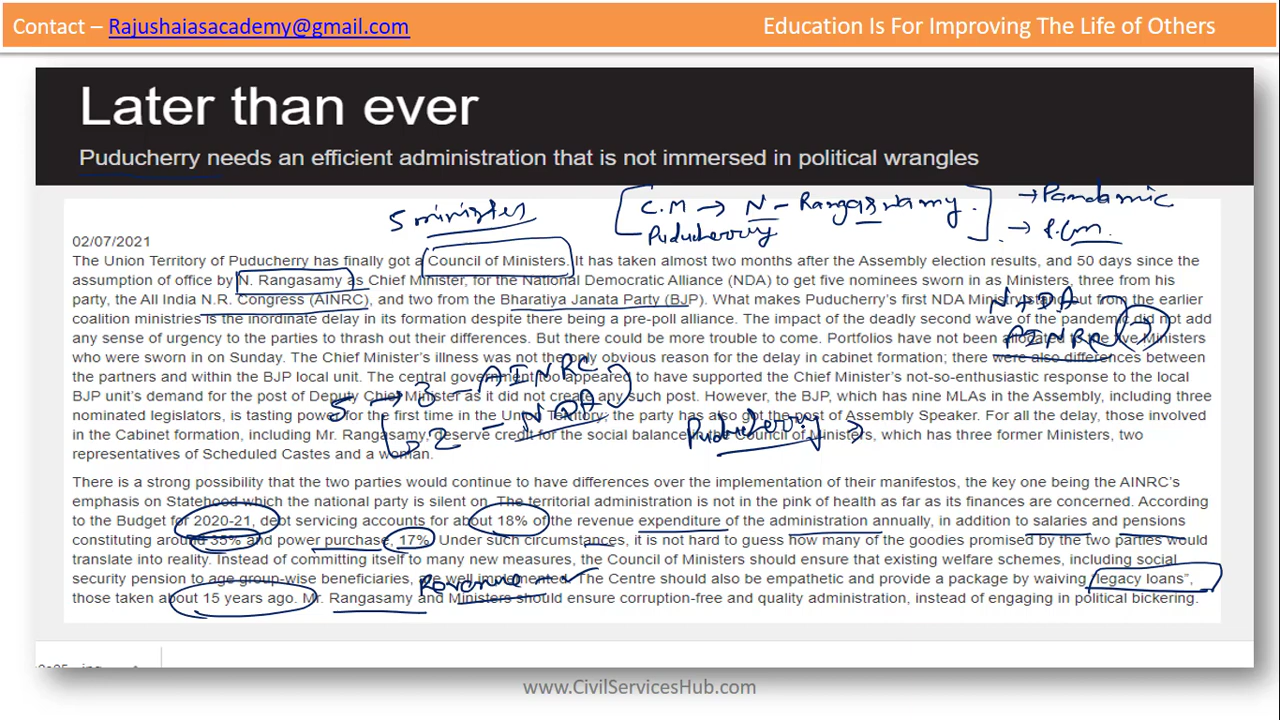 Contact – Rajushaiasacademy@gmail.com
Education Is For Improving The Life of Others
Later than ever
Puducherry needs an efficient administration that is not immersed in political wrangles
5 ministers
C.M → N - Rangaswamy.
Puducherry
→ Pandamic
→ P.C.M.
02/07/2021
The Union Territory of Puducherry has finally got a Council of Ministers. It has taken almost two months after the Assembly election results, and 50 days since the
assumption of office by N. Rangasamy as Chief Minister, for the National Democratic Alliance (NDA) to get five nominees sworn in as Ministers, three from his
party, the All India N.R. Congress (AINRC), and two from the Bharatiya Janata Party (BJP). What makes Puducherry's first NDA Ministry stand out from the earlier
coalition ministries is the inordinate delay in its formation despite there being a pre-poll alliance. The impact of the deadly second wave of the pandemic did not add
any sense of urgency to the parties to thrash out their differences. But there could be more trouble to come. Portfolios have not been allocated to the five Ministers
who were sworn in on Sunday. The Chief Minister's illness was not the only obvious reason for the delay in cabinet formation; there were also differences between
the partners and within the BJP local unit. The central government too appeared to have supported the Chief Minister's not-so-enthusiastic response to the local
BJP unit's demand for the post of Deputy Chief Minister as it did not create any such post. However, the BJP, which has nine MLAs in the Assembly, including three
nominated legislators, is tasting power for the first time in the Union Territory, the party has also got the post of Assembly Speaker. For all the delay, those involved
in the Cabinet formation, including Mr. Rangasamy, deserve credit for the social balance in the Council of Ministers, which has three former Ministers, two
representatives of Scheduled Castes and a woman.
NDA
AINRC →
5 → 3 - AINRC
2 - NDA
Puducherry →
There is a strong possibility that the two parties would continue to have differences over the implementation of their manifestos, the key one being the AINRC's
emphasis on Statehood which the national party is silent on. The territorial administration is not in the pink of health as far as its finances are concerned. According
to the Budget for 2020-21, debt servicing accounts for about 18% of the revenue expenditure of the administration annually, in addition to salaries and pensions
constituting around 35% and power purchase, 17%. Under such circumstances, it is not hard to guess how many of the goodies promised by the two parties would
translate into reality. Instead of committing itself to many new measures, the Council of Ministers should ensure that existing welfare schemes, including social
security pension to age group-wise beneficiaries, are well implemented. The Centre should also be empathetic and provide a package by waiving "legacy loans",
those taken about 15 years ago. Mr. Rangasamy and Ministers should ensure corruption-free and quality administration, instead of engaging in political bickering.
Revenue
www.CivilServicesHub.com